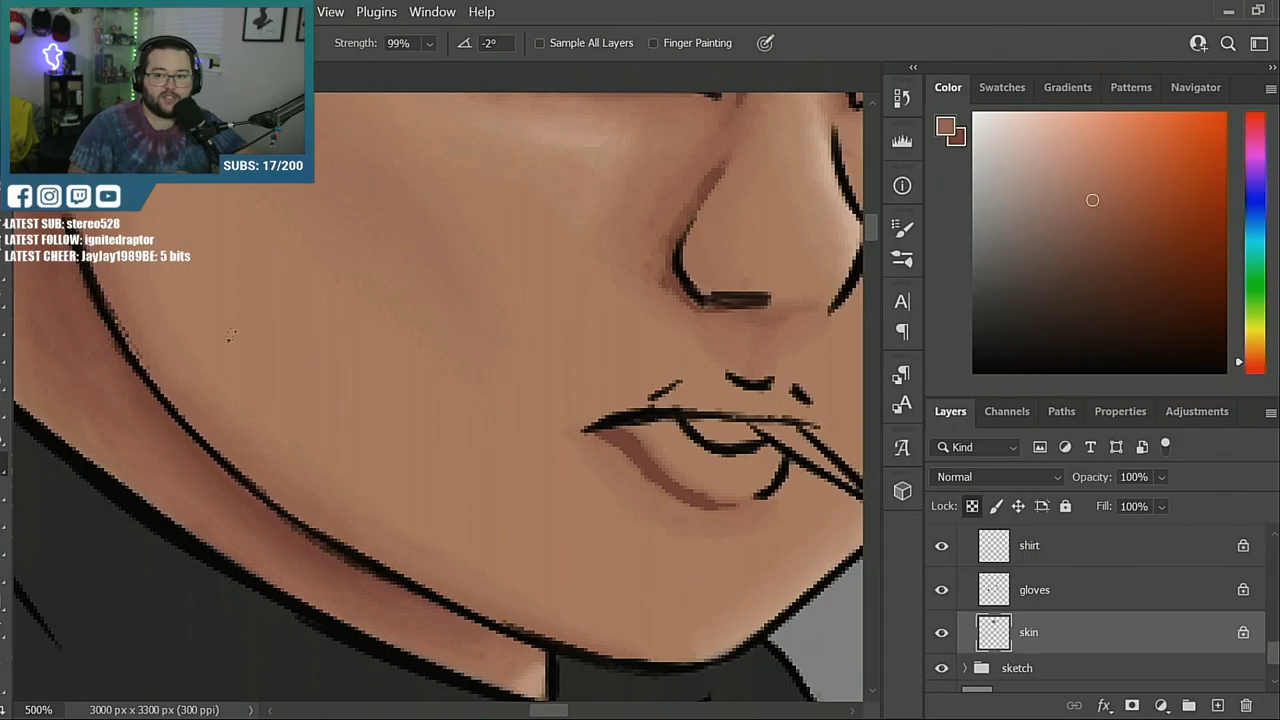 View Plugins Window Help
Strength: 99% -2° Sample All Layers Finger Painting
SUBS: 17/200
LATEST SUB: stereo528
LATEST FOLLOW: ignitedraptor
LATEST CHEER: JayJay1989BE: 5 bits
Color Swatches Gradients Patterns Navigator
Layers Channels Paths Properties Adjustments
Kind
Normal Opacity: 100%
Lock: Fill: 100%
shirt
gloves
skin
sketch
500% 3000 px x 3300 px (300 ppi)